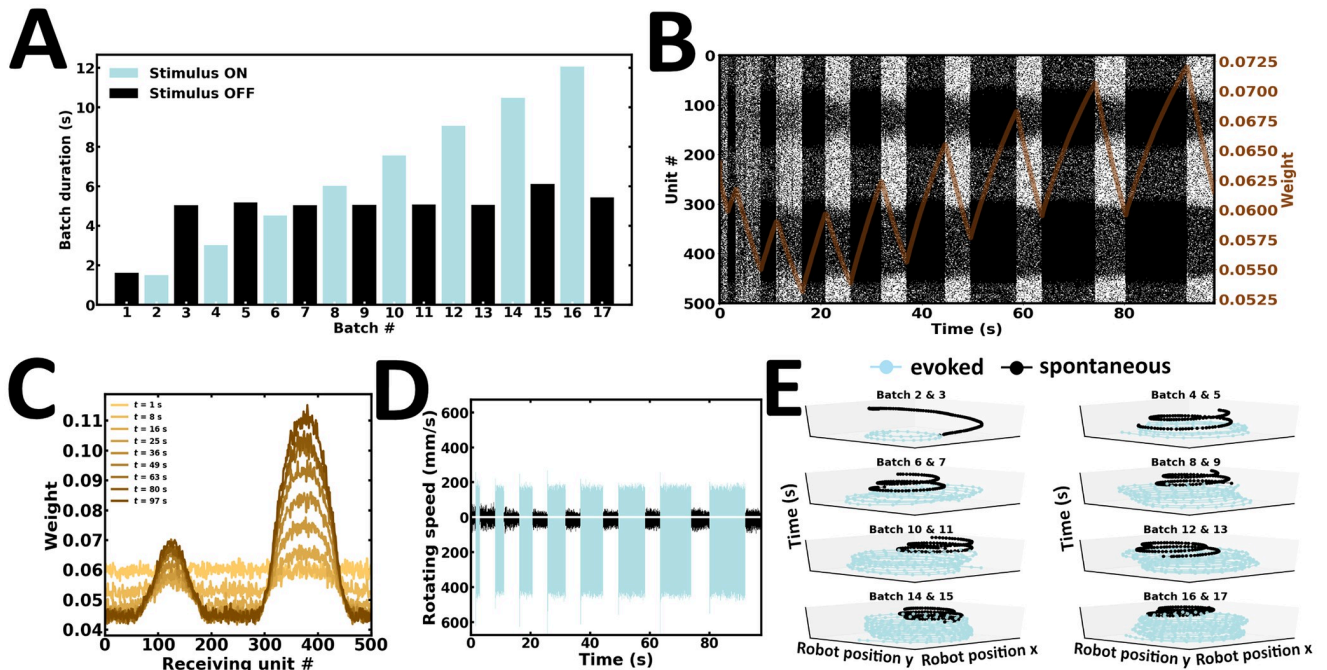 A
Stimulus ON
Stimulus OFF
12
10
8
6
4
2
0
Batch duration (s)
1 2 3 4 5 6 7 8 9 10 11 12 13 14 15 16 17
Batch #
B
0
100
200
300
400
500
Unit #
0.0725
0.0700
0.0675
0.0650
0.0625
0.0600
0.0575
0.0550
0.0525
Weight
0 20 40 60 80
Time (s)
C
t = 1 s
t = 8 s
t = 16 s
t = 25 s
t = 36 s
t = 49 s
t = 63 s
t = 80 s
t = 97 s
0.11
0.10
0.09
0.08
0.07
0.06
0.05
0.04
Weight
0 100 200 300 400 500
Receiving unit #
D
600
400
200
0
200
400
600
Rotating speed (mm/s)
0 20 40 60 80
Time (s)
E
evoked spontaneous
Batch 2 & 3
Batch 4 & 5
Batch 6 & 7
Batch 8 & 9
Batch 10 & 11
Batch 12 & 13
Batch 14 & 15
Batch 16 & 17
Time (s)
Time (s)
Robot position y Robot position x
Robot position y Robot position x